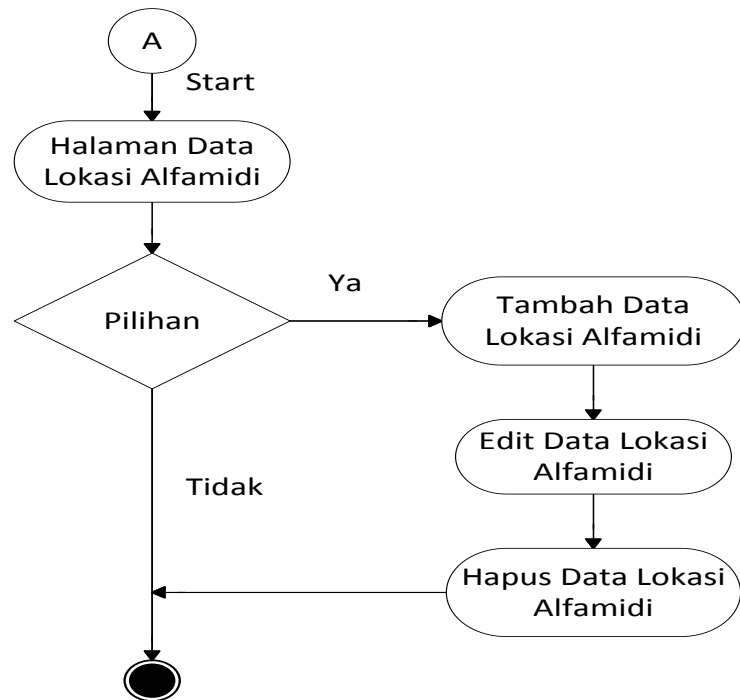 A
Start
Halaman Data
Lokasi Alfamidi
Pilihan
Ya
Tambah Data
Lokasi Alfamidi
Edit Data Lokasi
Alfamidi
Tidak
Hapus Data Lokasi
Alfamidi